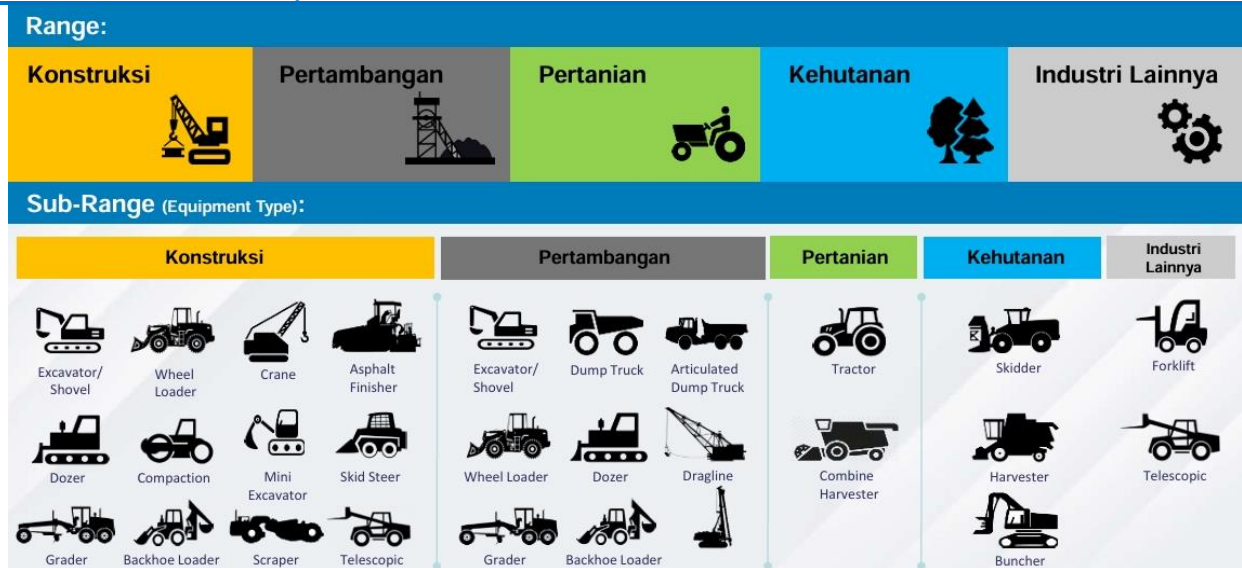 Range:
Konstruksi
Pertambangan
Pertanian
Kehutanan
Industri Lainnya
Sub-Range (Equipment Type):
Konstruksi
Pertambangan
Pertanian
Kehutanan
Industri
Lainnya
Excavator/
Shovel
Wheel
Loader
Crane
Asphalt
Finisher
Excavator/
Shovel
Dump Truck
Articulated
Dump Truck
Tractor
Skidder
Forklift
Dozer
Compaction
Mini
Excavator
Skid Steer
Wheel Loader
Dozer
Dragline
Combine
Harvester
Harvester
Telescopic
Grader
Backhoe Loader
Scraper
Telescopic
Grader
Backhoe Loader
Buncher